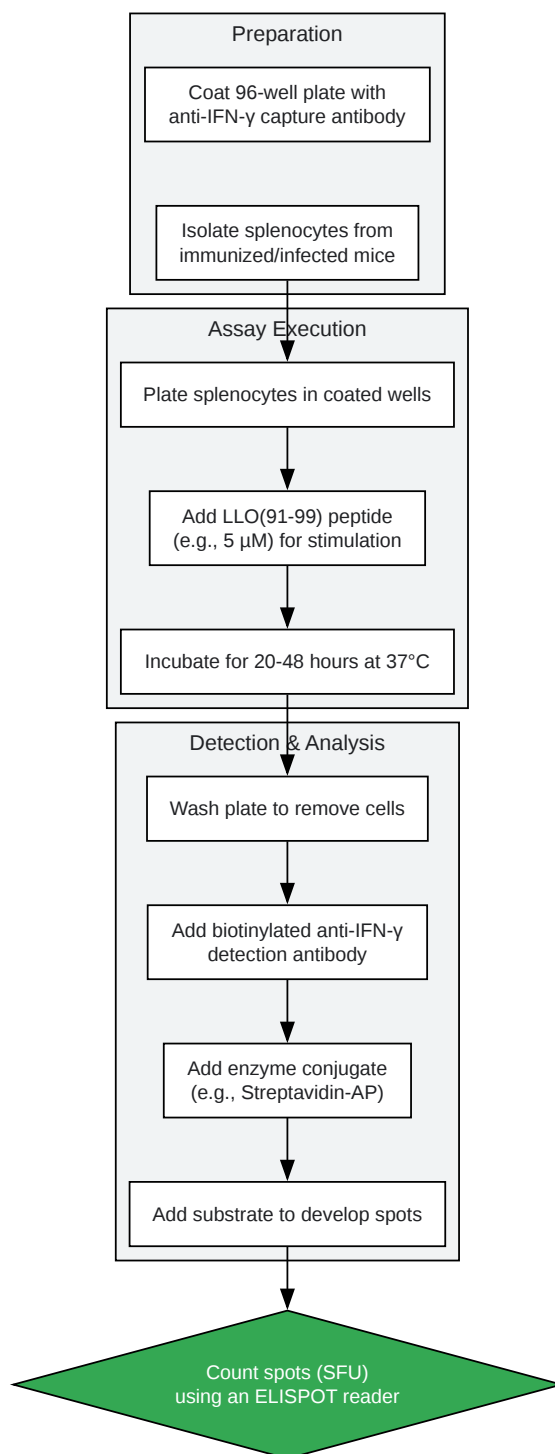 Preparation
Coat 96-well plate with
anti-IFN-γ capture antibody
Isolate splenocytes from
immunized/infected mice
Assay Execution
Plate splenocytes in coated wells
Add LLO(91-99) peptide
(e.g., 5 µM) for stimulation
Incubate for 20-48 hours at 37°C
Detection & Analysis
Wash plate to remove cells
Add biotinylated anti-IFN-γ
detection antibody
Add enzyme conjugate
(e.g., Streptavidin-AP)
Add substrate to develop spots
Count spots (SFU)
using an ELISPOT reader